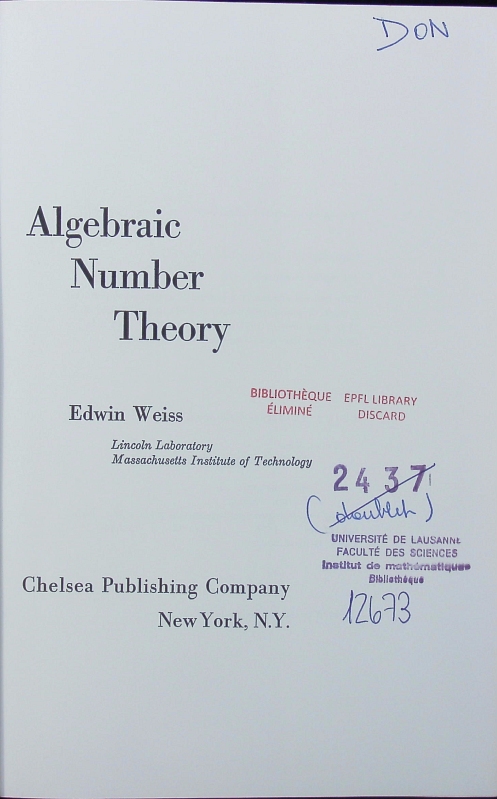 DON
Algebraic
Number
Theory
Edwin Weiss
Lincoln Laboratory
Massachusetts Institute of Technology
BIBLIOTHÈQUE EPFL LIBRARY
ÉLIMINÉ DISCARD
2437
UNIVERSITÉ DE LAUSANNE
FACULTÉ DES SCIENCES
Institut de mathématiques
Bibliothèque
12673
Chelsea Publishing Company
New York, N.Y.